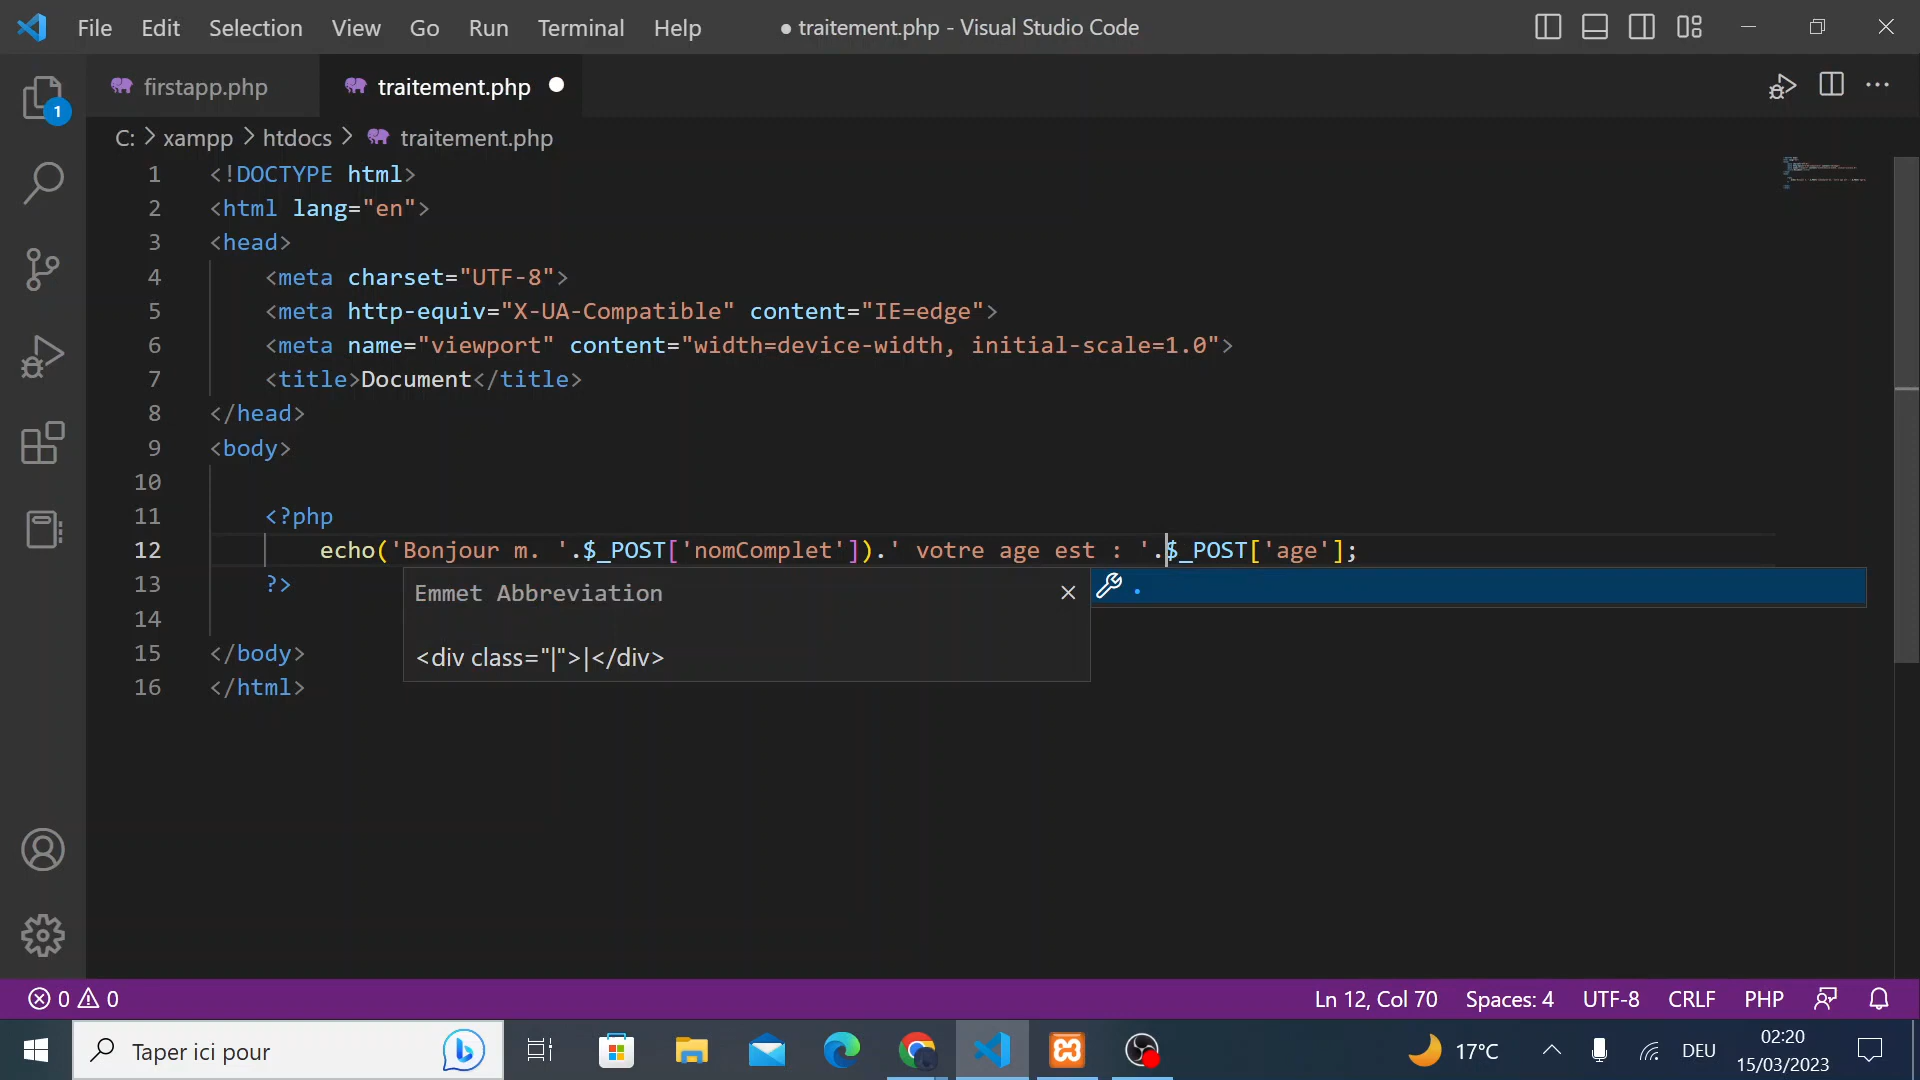 File Edit Selection View Go Run Terminal Help ● traitement.php - Visual Studio Code
firstapp.php traitement.php
C: > xampp > htdocs > traitement.php
1 <!DOCTYPE html>
2 <html lang="en">
3 <head>
4 <meta charset="UTF-8">
5 <meta http-equiv="X-UA-Compatible" content="IE=edge">
6 <meta name="viewport" content="width=device-width, initial-scale=1.0">
7 <title>Document</title>
8 </head>
9 <body>
10
11 <?php
12 echo('Bonjour m. '.$_POST['nomComplet']).' votre age est : '.$_POST['age'];
13 ?>
14
15 </body>
16 </html>
Emmet Abbreviation
.
<div class="|">|</div>
1
0 0 Ln 12, Col 70 Spaces: 4 UTF-8 CRLF PHP
Taper ici pour 17°C DEU 02:20
15/03/2023